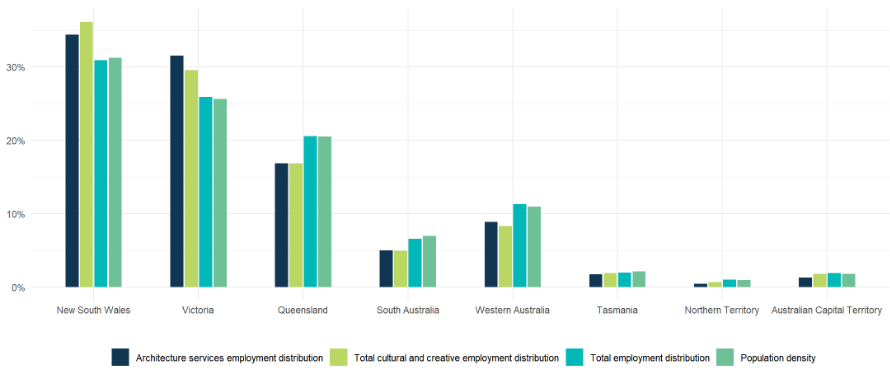 30%
20%
10%
0%
New South Wales Victoria Queensland South Australia Western Australia Tasmania Northern Territory Australian Capital Territory
Architecture services employment distribution Total cultural and creative employment distribution Total employment distribution Population density